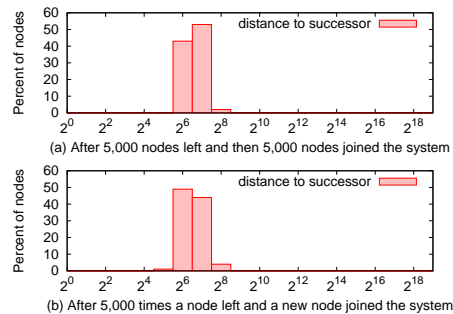 Percent of nodes
60
50
40
30
20
10
0
distance to successor
2^0 2^2 2^4 2^6 2^8 2^10 2^12 2^14 2^16 2^18
(a) After 5,000 nodes left and then 5,000 nodes joined the system
Percent of nodes
60
50
40
30
20
10
0
distance to successor
2^0 2^2 2^4 2^6 2^8 2^10 2^12 2^14 2^16 2^18
(b) After 5,000 times a node left and a new node joined the system